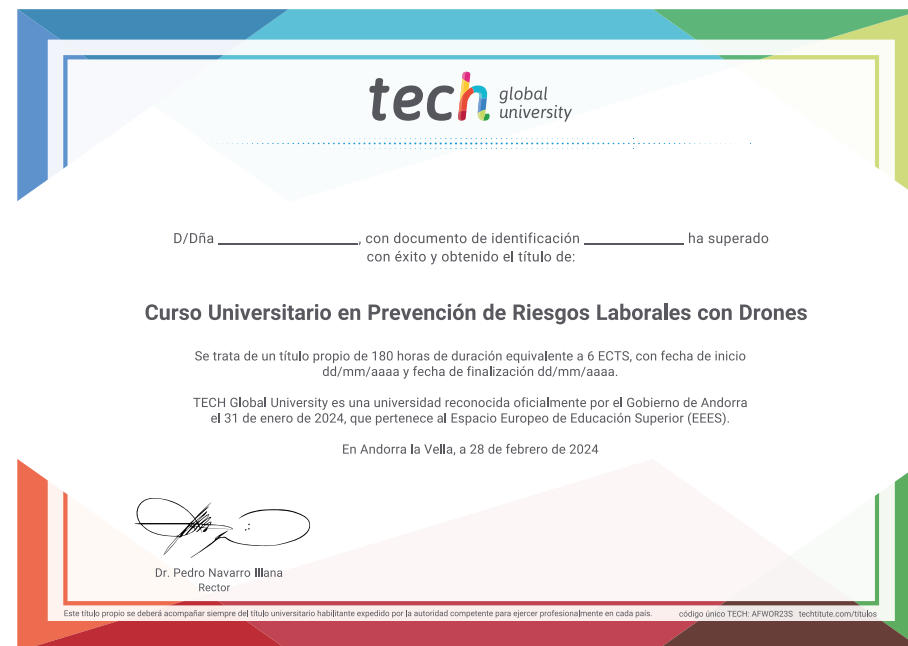 tech global university
D/Dña ____________________, con documento de identificación ______________ ha superado
con éxito y obtenido el título de:
Curso Universitario en Prevención de Riesgos Laborales con Drones
Se trata de un título propio de 180 horas de duración equivalente a 6 ECTS, con fecha de inicio
dd/mm/aaaa y fecha de finalización dd/mm/aaaa.
TECH Global University es una universidad reconocida oficialmente por el Gobierno de Andorra
el 31 de enero de 2024, que pertenece al Espacio Europeo de Educación Superior (EEES).
En Andorra la Vella, a 28 de febrero de 2024
Dr. Pedro Navarro Illana
Rector
Este título propio se deberá acompañar siempre del título universitario habilitante expedido por la autoridad competente para ejercer profesionalmente en cada país. código único TECH: AFWOR23S techtitute.com/titulos